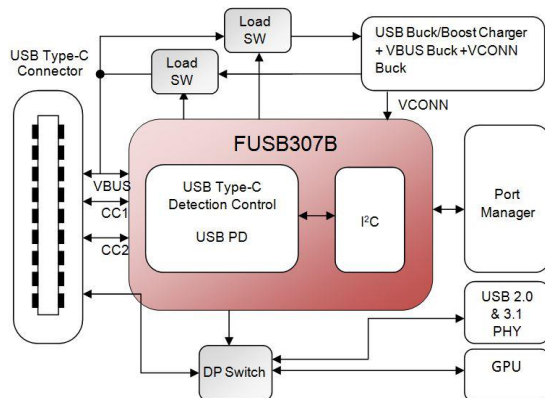 USB Type-C
Connector
Load
SW
Load
SW
USB Buck/Boost Charger
+ VBUS Buck +VCONN
Buck
VCONN
FUSB307B
VBUS
CC1
CC2
USB Type-C
Detection Control
USB PD
I²C
Port
Manager
USB 2.0
& 3.1
PHY
DP Switch
GPU